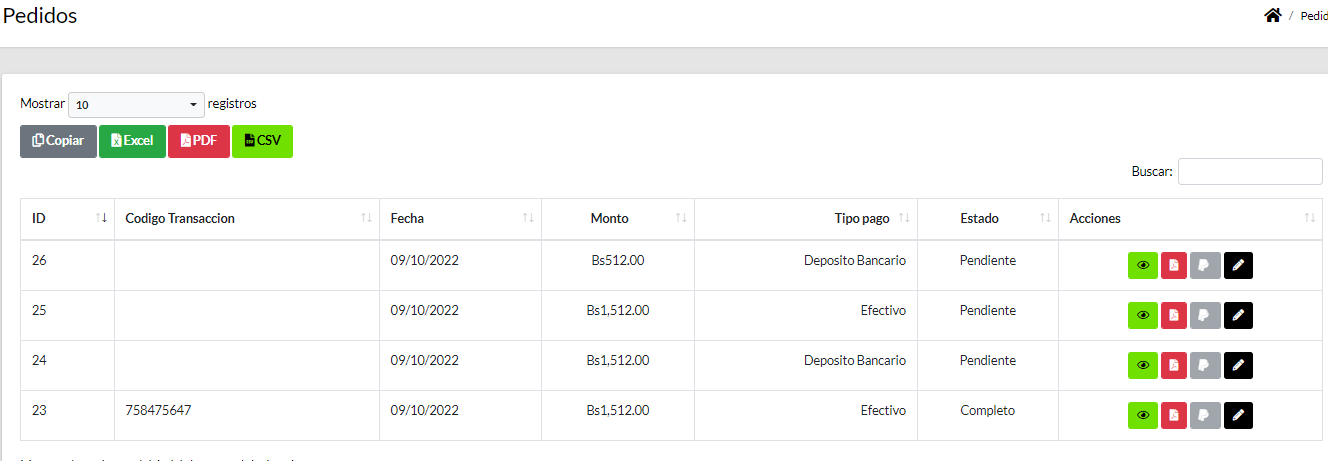 Pedidos
/ Pedid
Mostrar 10 registros
Copiar Excel PDF CSV
Buscar:
ID Codigo Transaccion Fecha Monto Tipo pago Estado Acciones
26 09/10/2022 Bs512.00 Deposito Bancario Pendiente
25 09/10/2022 Bs1,512.00 Efectivo Pendiente
24 09/10/2022 Bs1,512.00 Deposito Bancario Pendiente
23 758475647 09/10/2022 Bs1,512.00 Efectivo Completo